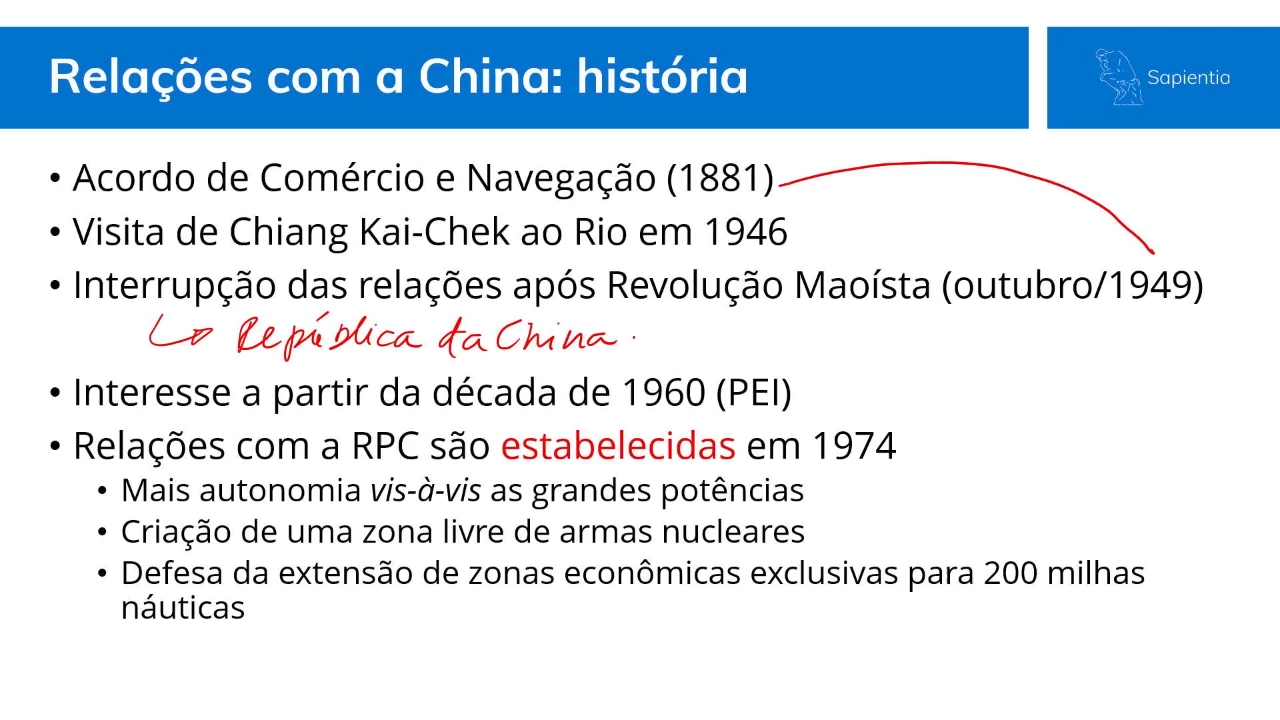 Relações com a China: história
Sapientia
• Acordo de Comércio e Navegação (1881)
• Visita de Chiang Kai-Chek ao Rio em 1946
• Interrupção das relações após Revolução Maoísta (outubro/1949)
República da China.
• Interesse a partir da década de 1960 (PEI)
• Relações com a RPC são estabelecidas em 1974
• Mais autonomia vis-à-vis as grandes potências
• Criação de uma zona livre de armas nucleares
• Defesa da extensão de zonas econômicas exclusivas para 200 milhas
náuticas